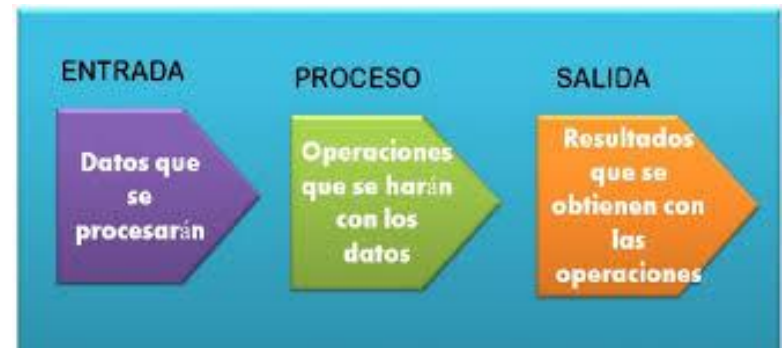 ENTRADA
Datos que
se
procesarán
PROCESO
Operaciones
que se harán
con los
datos
SALIDA
Resultados
que se
obtienen con
las
operaciones